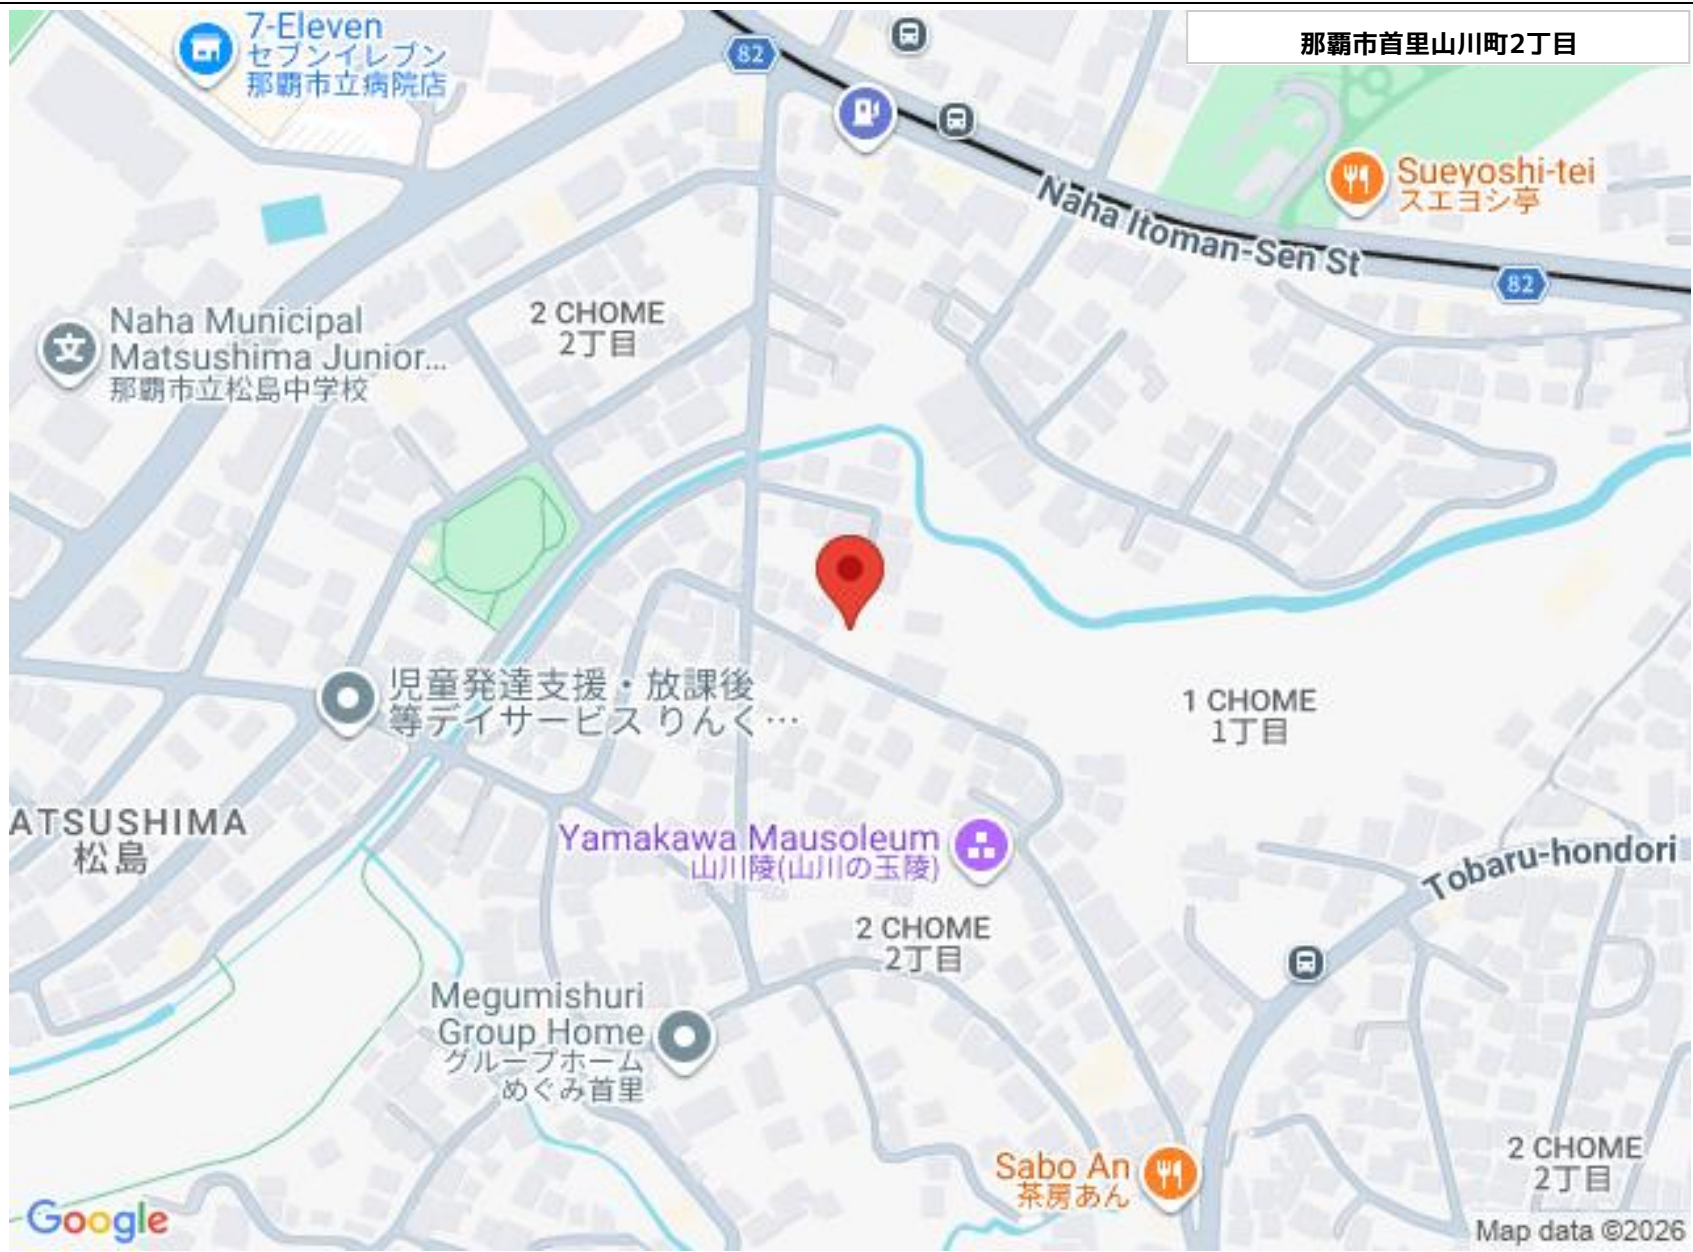 7-Eleven
セブンイレブン
那覇市立病院店
82
那覇市首里山川町2丁目
Sueyoshi-tei
スエヨシ亭
Naha Itoman-Sen St
82
2 CHOME
2丁目
文
Naha Municipal
Matsushima Junior...
那覇市立松島中学校
児童発達支援・放課後
等デイサービス りんく…
1 CHOME
1丁目
ATSUSHIMA
松島
Yamakawa Mausoleum
山川陵(山川の玉陵)
Tobaru-hondori
2 CHOME
2丁目
Megumishuri
Group Home
グループホーム
めぐみ首里
Sabo An
茶房あん
2 CHOME
2丁目
Google
Map data ©2026